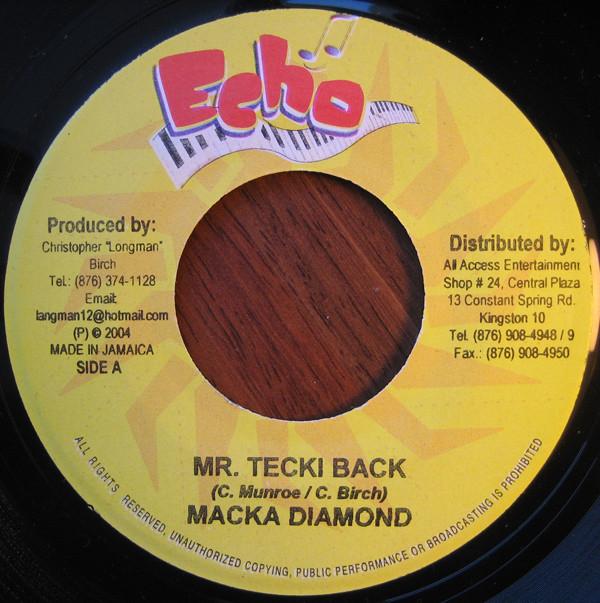 Echo
Produced by:
Christopher "Longman"
Birch
Tel.: (876) 374-1128
Email:
langman12@hotmail.com
(P) © 2004
MADE IN JAMAICA
SIDE A
Distributed by:
All Access Entertainment
Shop # 24, Central Plaza
13 Constant Spring Rd.
Kingston 10
Tel. (876) 908-4948 / 9
Fax.: (876) 908-4950
MR. TECKI BACK
(C. Munroe / C. Birch)
MACKA DIAMOND
ALL RIGHTS RESERVED, UNAUTHORIZED COPYING, PUBLIC PERFORMANCE OR BROADCASTING IS PROHIBITED